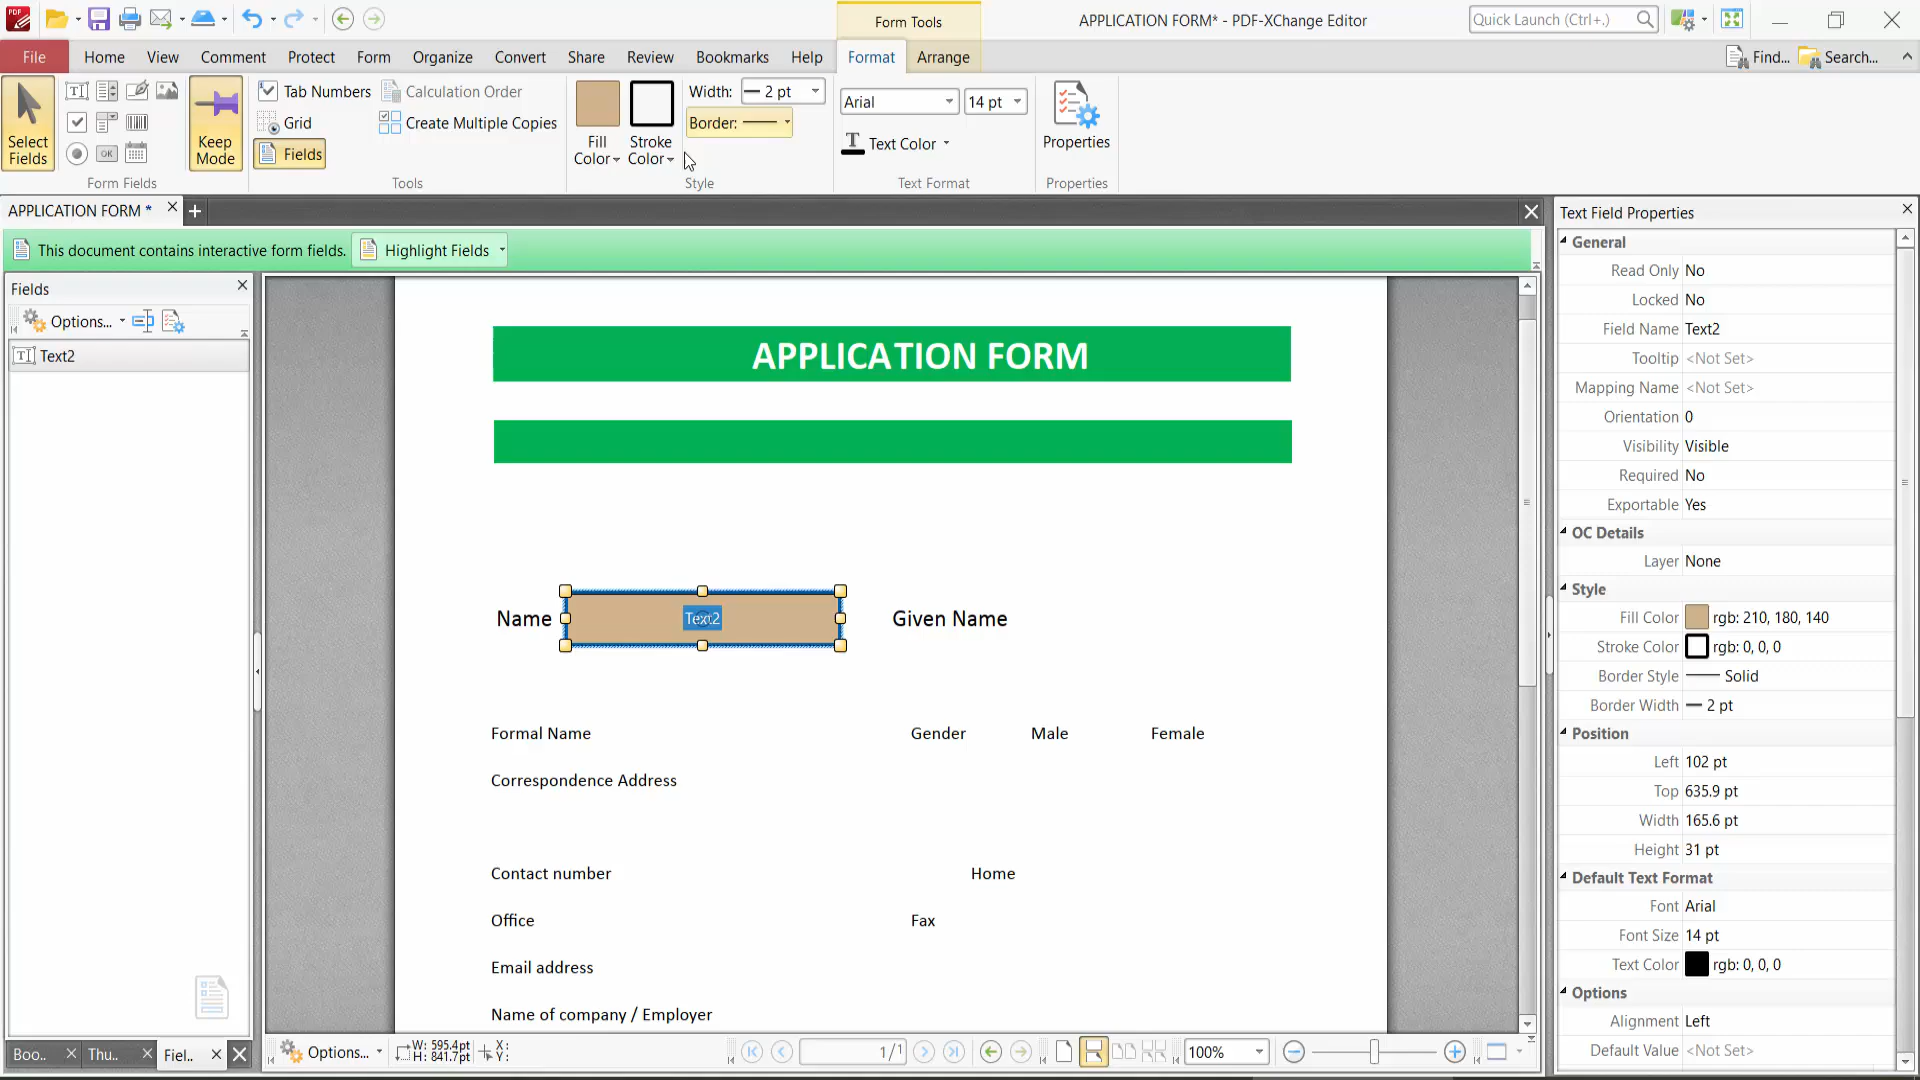 Form Tools
APPLICATION FORM* - PDF-XChange Editor
Quick Launch (Ctrl+.)
File
Home
View
Comment
Protect
Form
Organize
Convert
Share
Review
Bookmarks
Help
Format
Arrange
Find...
Search...
Select Fields
OK
Keep Mode
Tab Numbers
Grid
Fields
Calculation Order
Create Multiple Copies
Fill Color
Stroke Color
Width: 2 pt
Border:
Arial
14 pt
Text Color
Properties
Form Fields
Tools
Style
Text Format
Properties
APPLICATION FORM *
This document contains interactive form fields.
Highlight Fields
Fields
Options...
Text2
APPLICATION FORM
Name
Text2
Given Name
Formal Name
Gender
Male
Female
Correspondence Address
Contact number
Home
Office
Fax
Email address
Name of company / Employer
Text Field Properties
General
Read Only No
Locked No
Field Name Text2
Tooltip <Not Set>
Mapping Name <Not Set>
Orientation 0
Visibility Visible
Required No
Exportable Yes
OC Details
Layer None
Style
Fill Color rgb: 210, 180, 140
Stroke Color rgb: 0, 0, 0
Border Style Solid
Border Width 2 pt
Position
Left 102 pt
Top 635.9 pt
Width 165.6 pt
Height 31 pt
Default Text Format
Font Arial
Font Size 14 pt
Text Color rgb: 0, 0, 0
Options
Alignment Left
Default Value <Not Set>
Boo..
Thu..
Fiel..
Options...
W: 595.4pt
H: 841.7pt
X:
Y:
1/1
100%